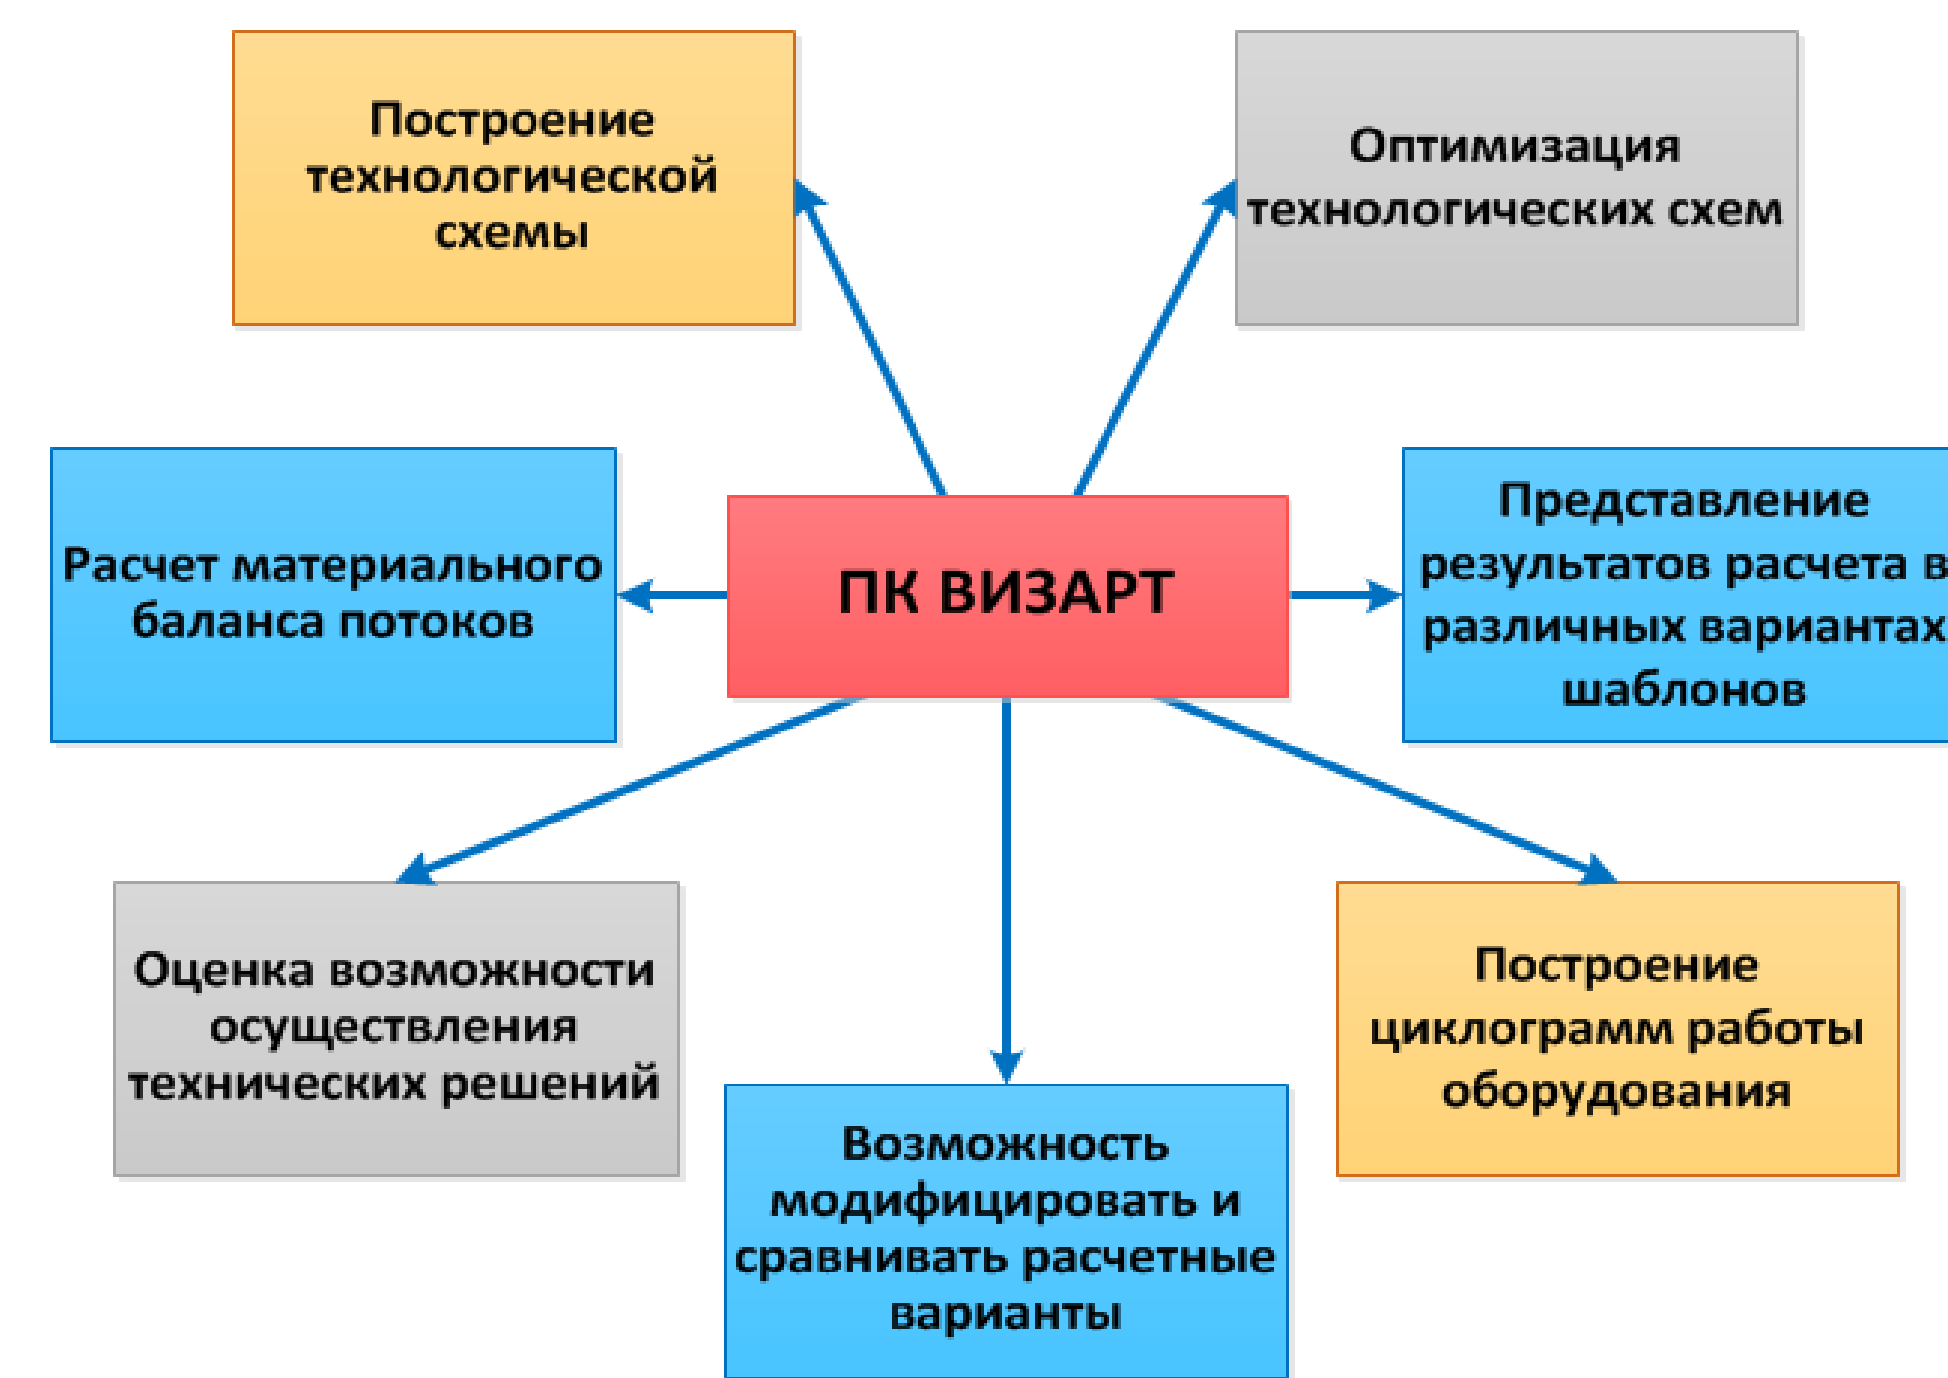 Построение
технологической
схемы
Оптимизация
технологических схем
Расчет материального
баланса потоков
ПК ВИЗАРТ
Представление
результатов расчета в
различных вариантах
шаблонов
Оценка возможности
осуществления
технических решений
Возможность
модифицировать и
сравнивать расчетные
варианты
Построение
циклограмм работы
оборудования